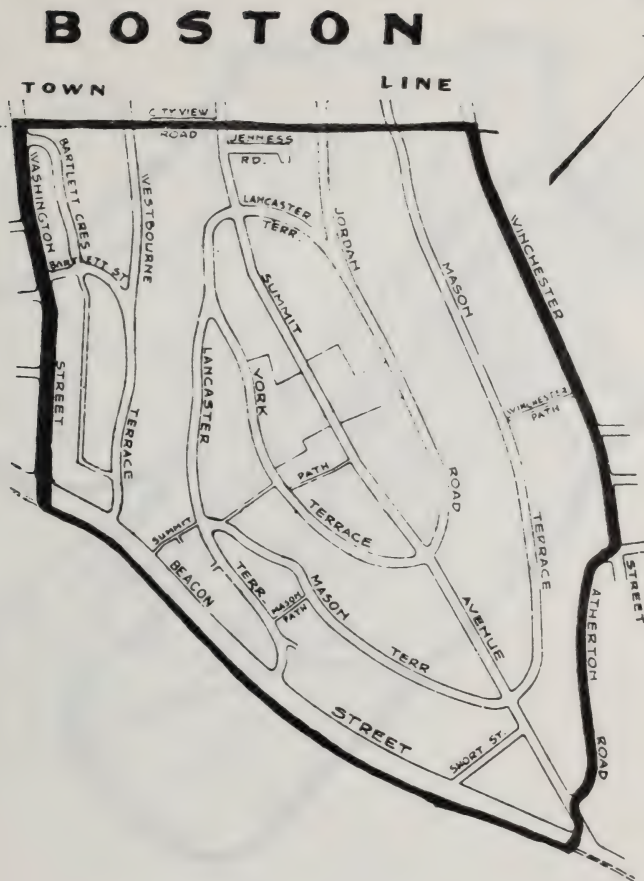 BOSTON
TOWN LINE
CITY VIEW
ROAD
JENNESS
RD.
BARTLETT CRES
WASHINGTON
STREET
BARTLETT ST.
WESTBOURNE
TERRACE
LANCASTER
TERR.
JORDAN
ROAD
SUMMIT
AVENUE
MASON
TERRACE
WINCHESTER
STREET
WINCHESTER
PATH
LANCASTER
TERR
YORK
TERRACE
SUMMIT
PATH
MASON
PATH
MASON
TERR
BEACON
STREET
SHORT ST.
ATHERTON
ROAD